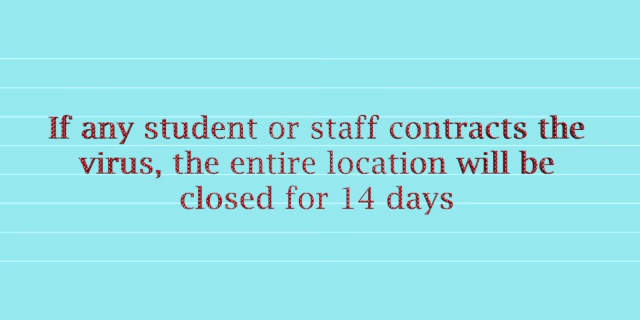 If any student or staff contracts the
virus, the entire location will be
closed for 14 days